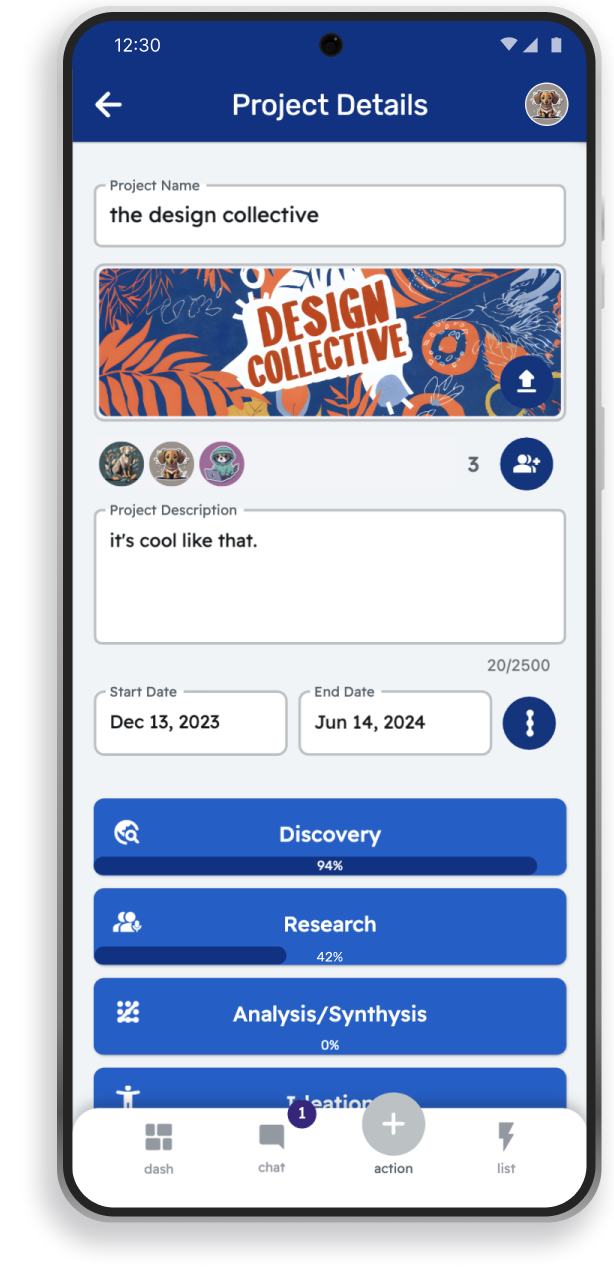 12:30
Project Details
Project Name
the design collective
DESIGN
COLLECTIVE
3
Project Description
it's cool like that.
20/2500
Start Date
Dec 13, 2023
End Date
Jun 14, 2024
Discovery
94%
Research
42%
Analysis/Synthysis
0%
Ideation
1
dash
chat
action
list